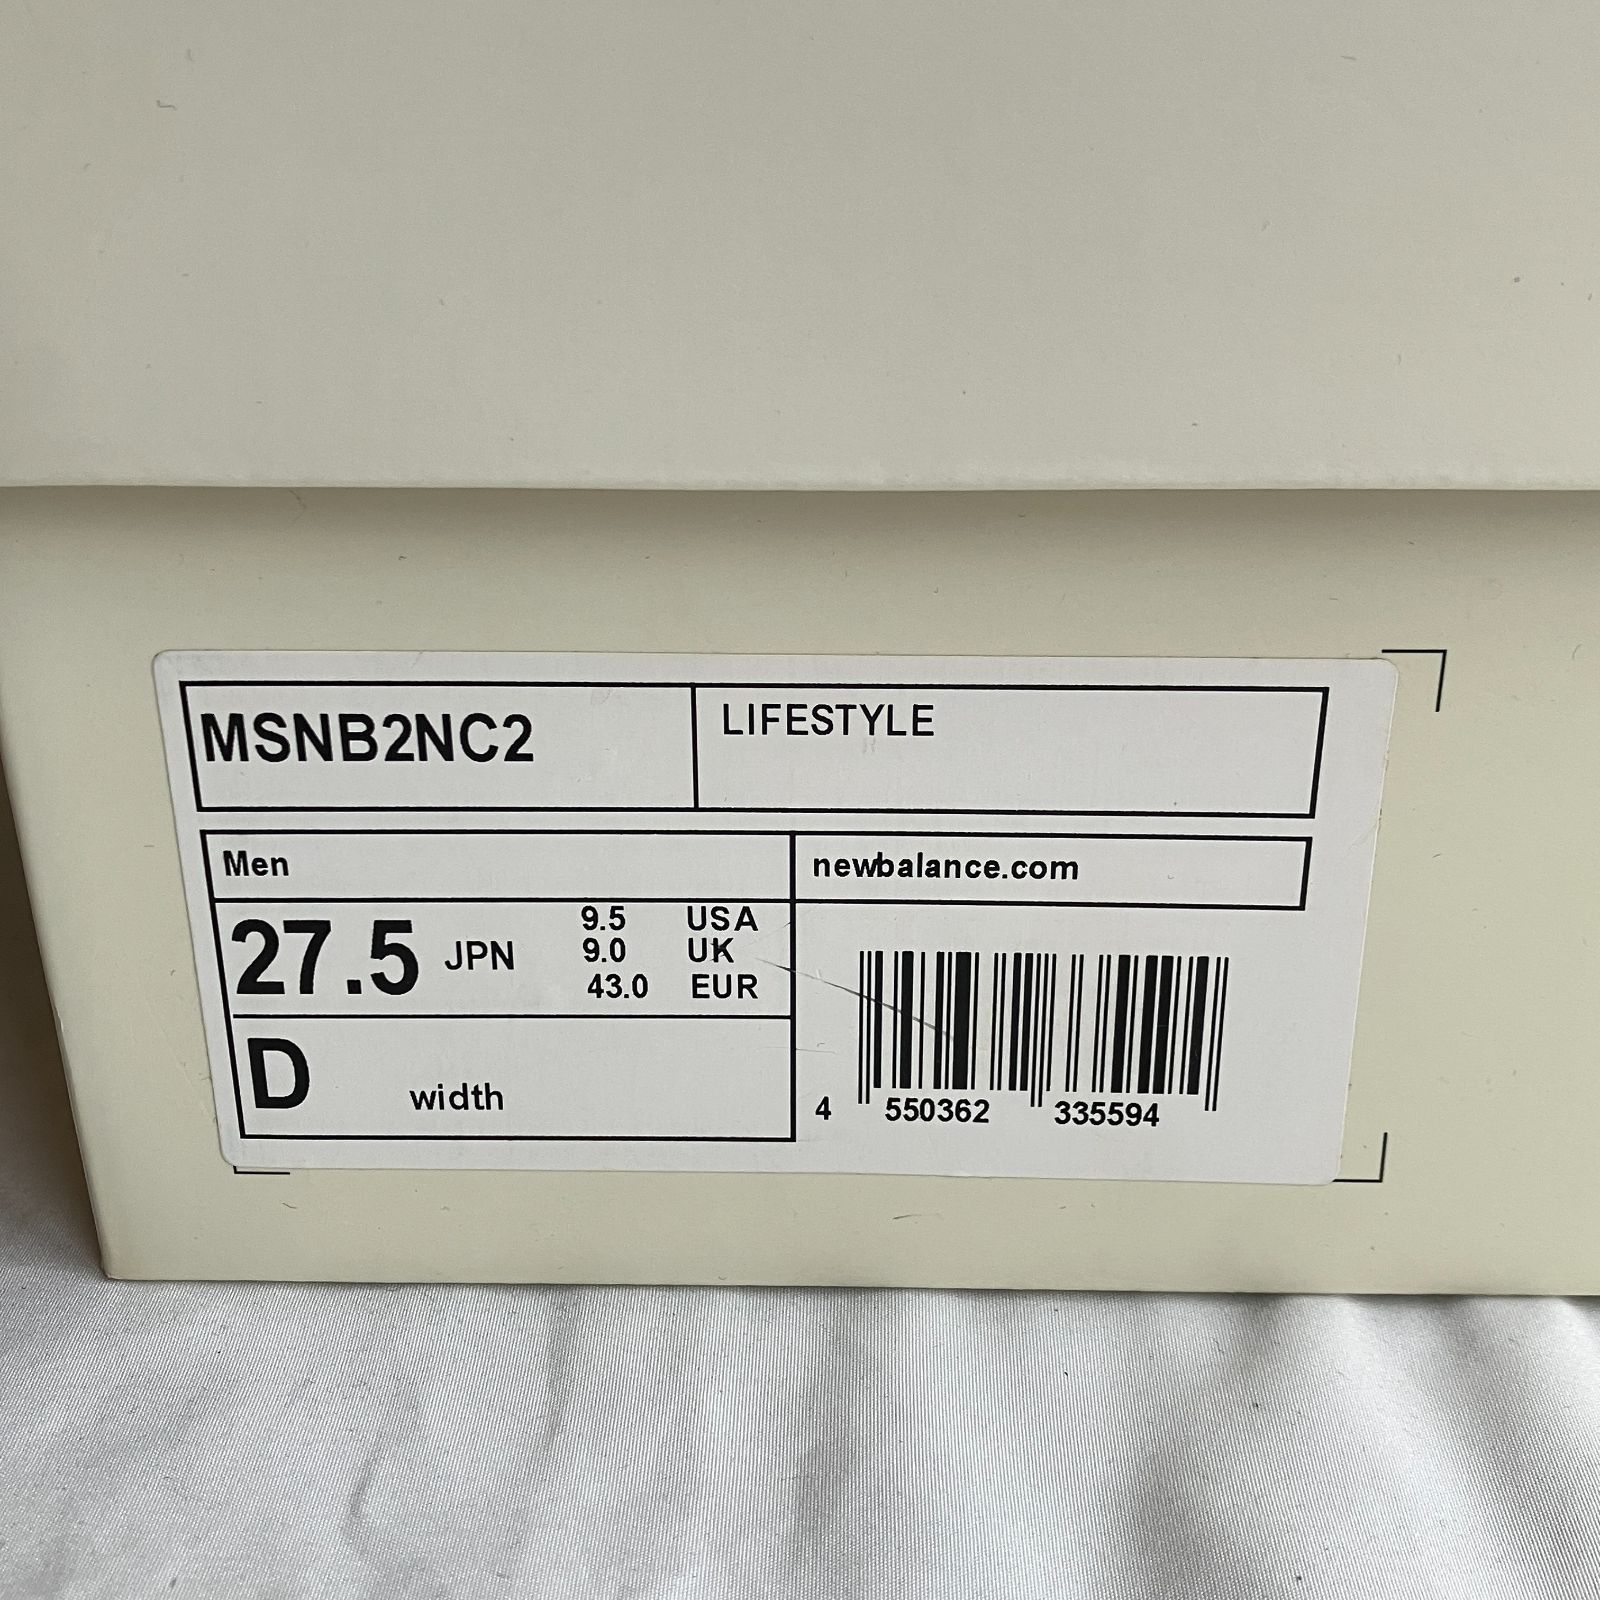 MSNB2NC2
LIFESTYLE
Men
newbalance.com
27.5 JPN
9.5 USA
9.0 UK
43.0 EUR
D width
4 550362 335594